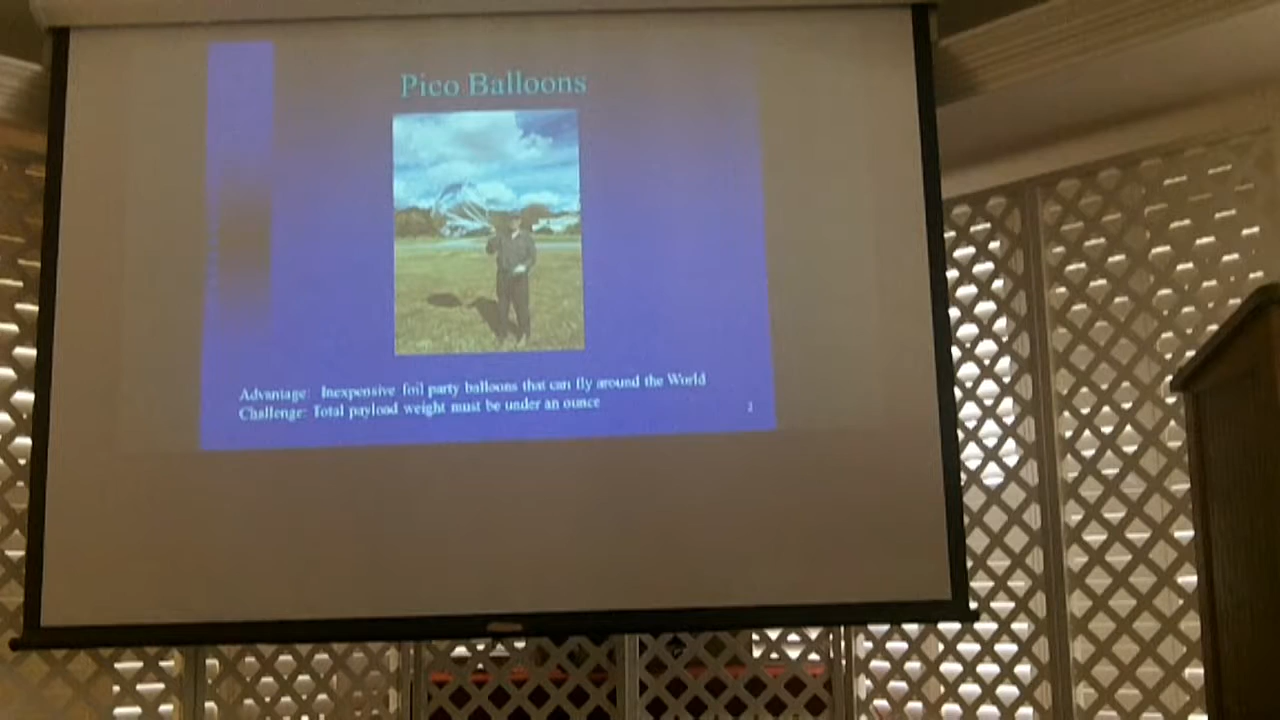 Pico Balloons
Advantage: Inexpensive foil party balloons that can fly around the World
Challenge: Total payload weight must be under an ounce
2